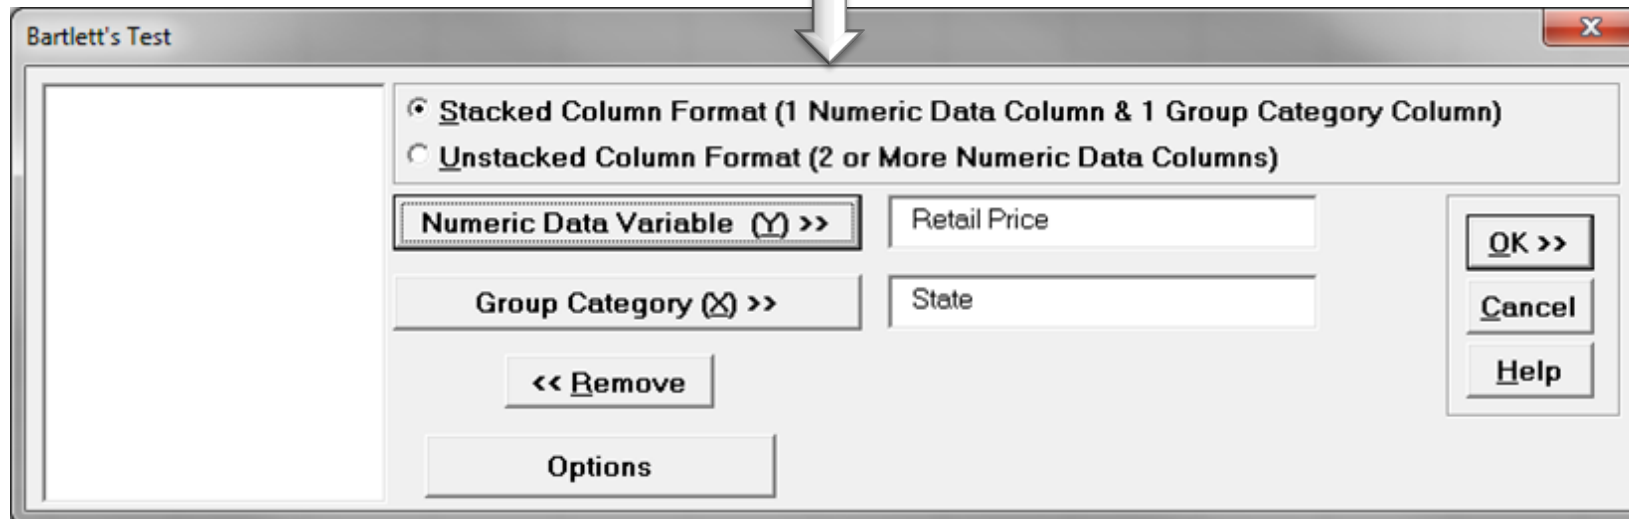 Bartlett's Test
Stacked Column Format (1 Numeric Data Column & 1 Group Category Column)
Unstacked Column Format (2 or More Numeric Data Columns)
Numeric Data Variable (Y) >>
Retail Price
Group Category (X) >>
State
<< Remove
Options
OK >>
Cancel
Help